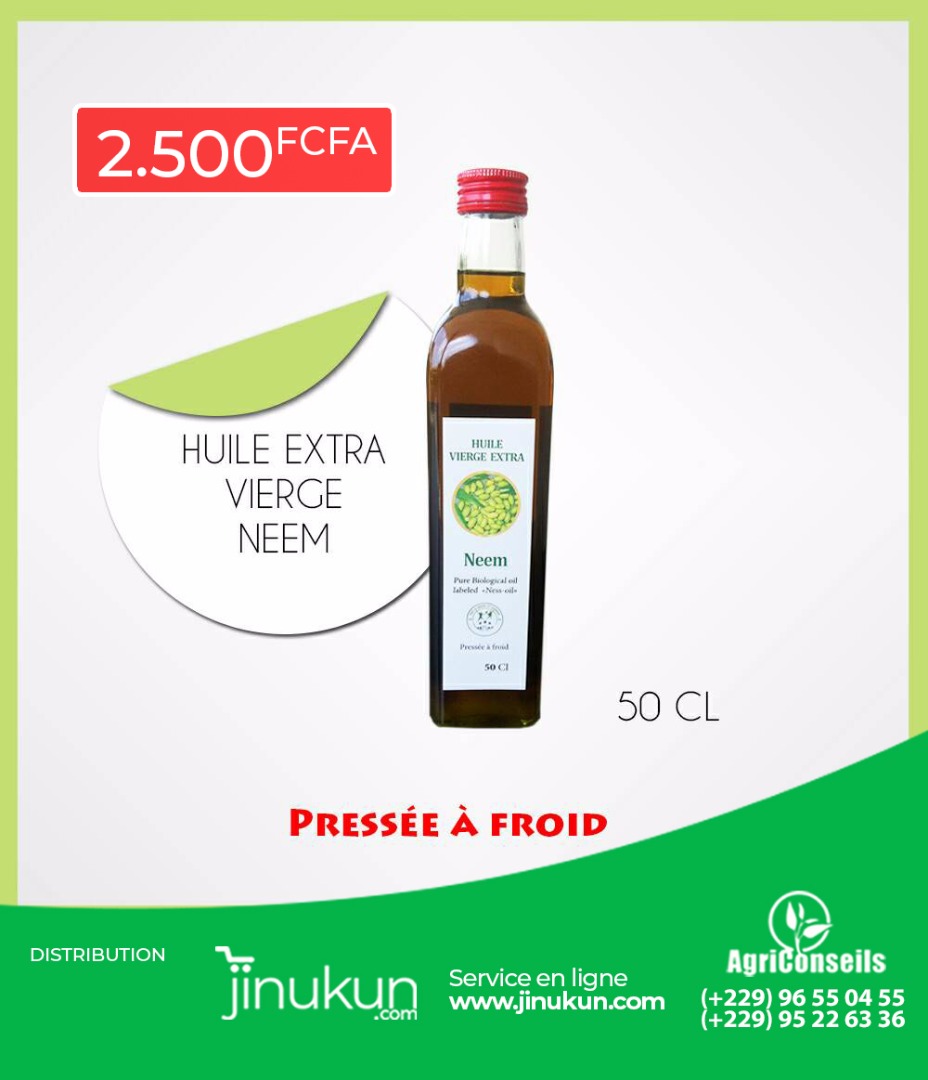 2.500 FCFA
HUILE EXTRA
VIERGE
NEEM
HUILE
VIERGE EXTRA
Neem
Pure Biological oil
labeled «Ness-oil»
Pressée à froid
50 Cl
50 CL
PRESSÉE À FROID
DISTRIBUTION
jinukun
.com
Service en ligne
www.jinukun.com
AgriConseils
(+229) 96 55 04 55
(+229) 95 22 63 36